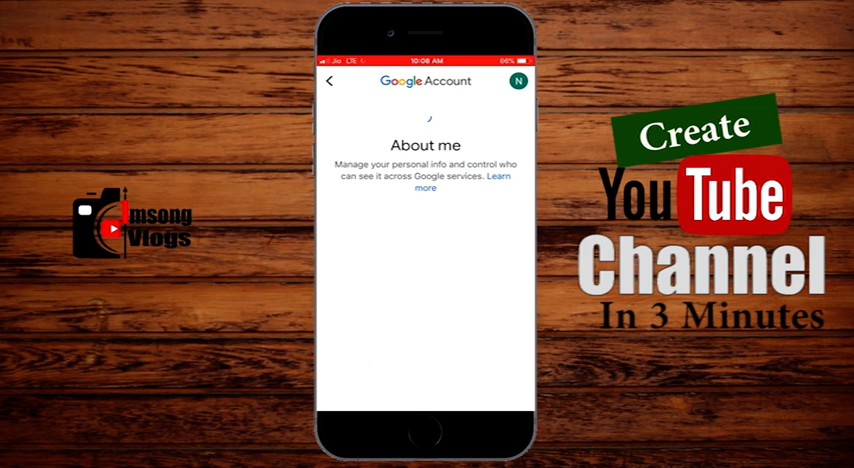 Jio LTE
10:08 AM
66%
Google Account
N
About me
Manage your personal info and control who
can see it across Google services. Learn
more
Imsong
Vlogs
Create
YouTube
Channel
In 3 Minutes